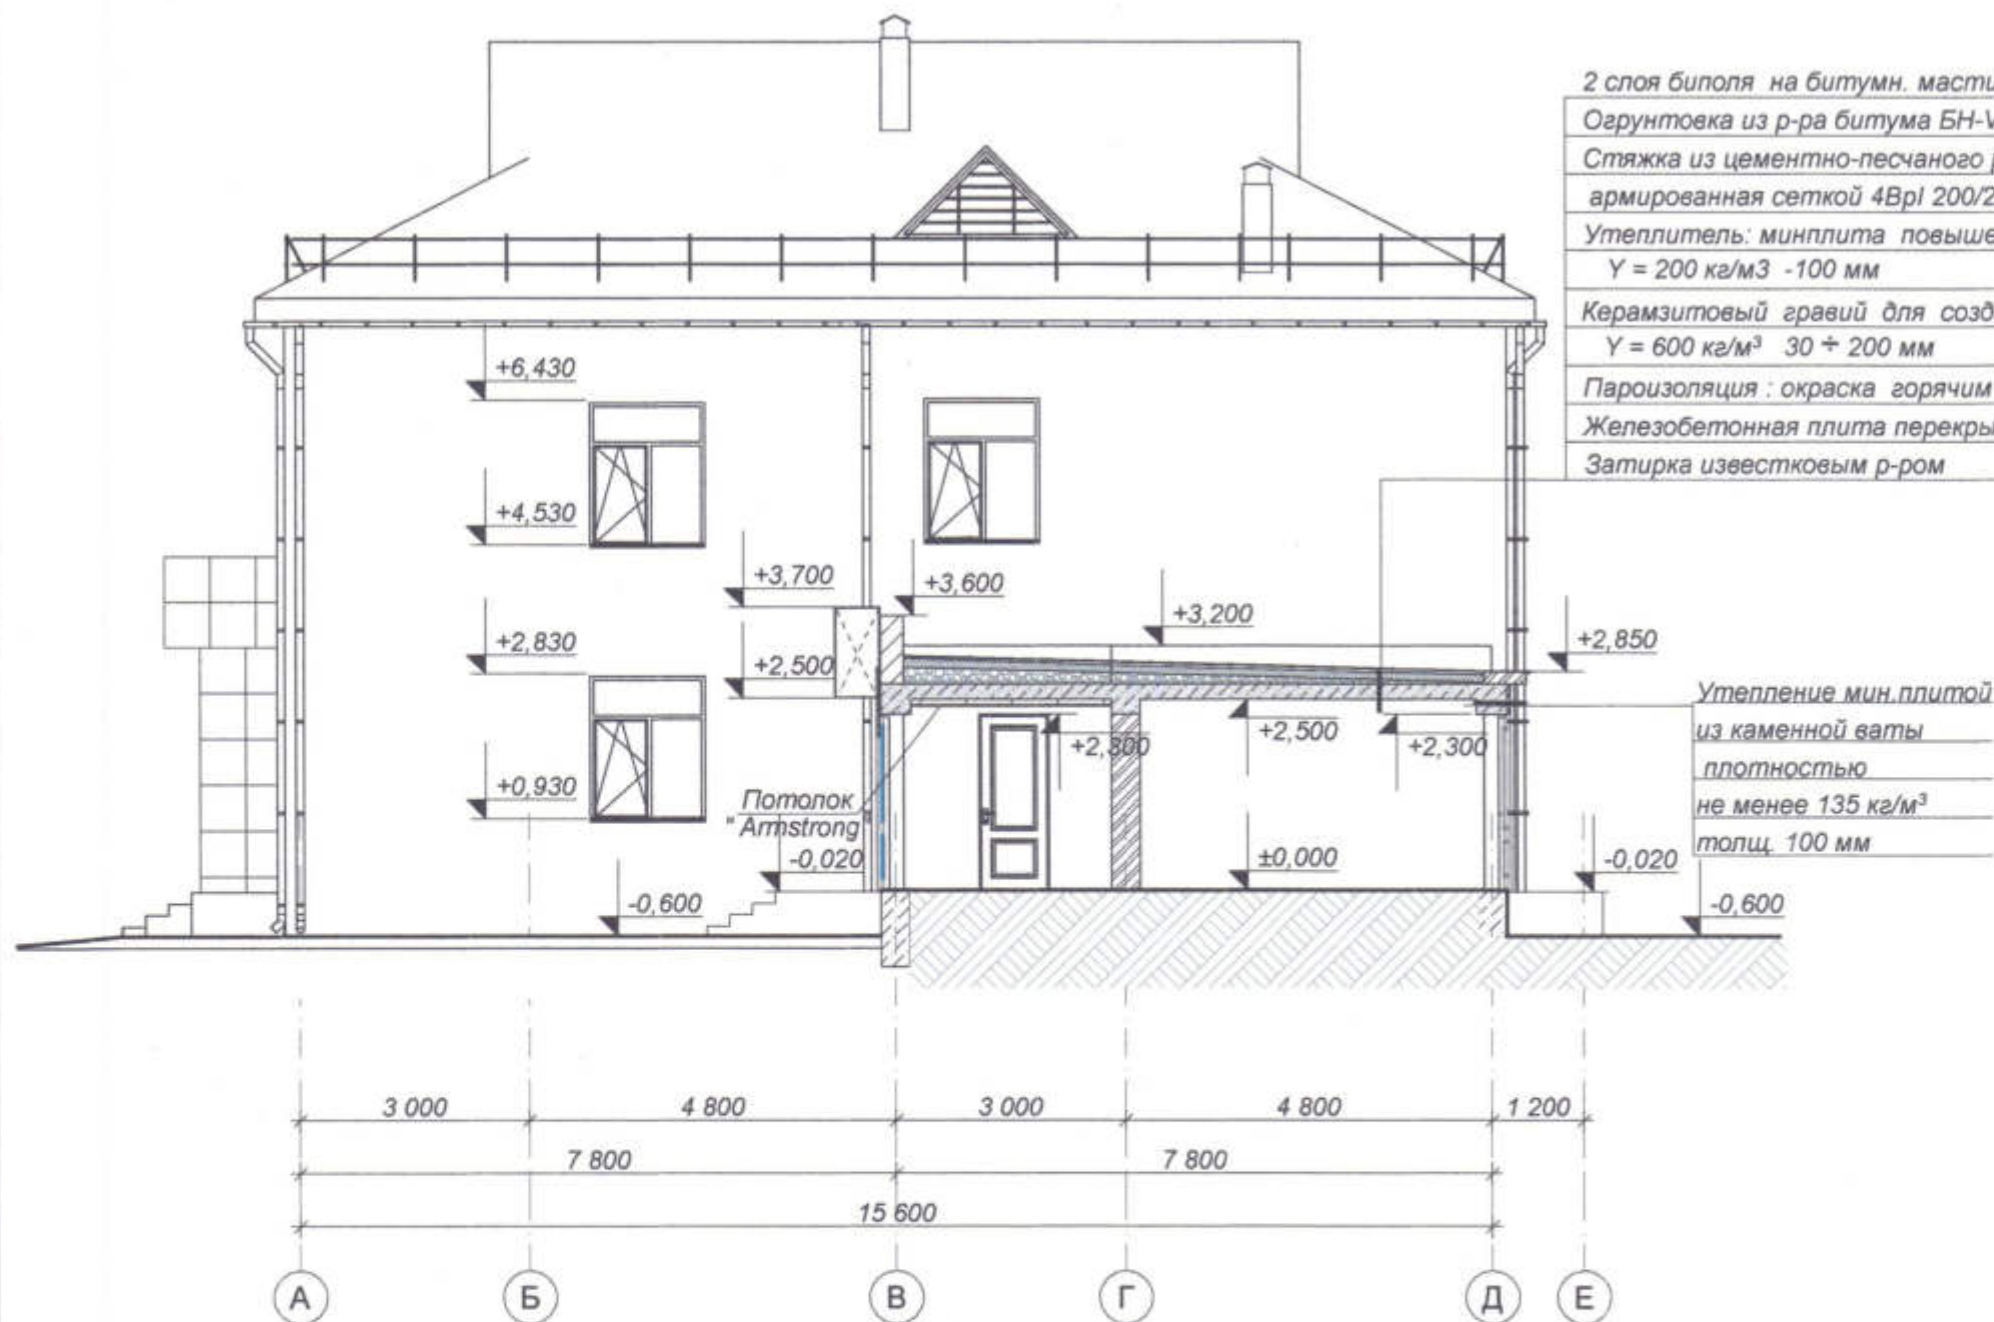 2 слоя биполя на битумн.
Огрунтовка из р-ра битума
Стяжка из цементно-песчаного
армированная сеткой 4ВрI
Утеплитель: минплита
Y = 200 кг/м3 -100 мм
Керамзитовый гравий для
Y = 600 кг/м³ 30 ÷ 200 мм
Пароизоляция : окраска горячим
Железобетонная плита
Затирка известковым р-ром
+6,430
+4,530
+3,700
+3,600
+3,200
+2,850
+2,830
+2,500
Утепление мин.плитой
из каменной ваты
плотностью
не менее 135 кг/м³
толщ. 100 мм
+2,300
+2,500
+2,300
+0,930
Потолок
"Armstrong
-0,020
±0,000
-0,020
-0,600
-0,600
3 000
4 800
3 000
4 800
1 200
7 800
7 800
15 600
А
Б
В
Г
Д
Е